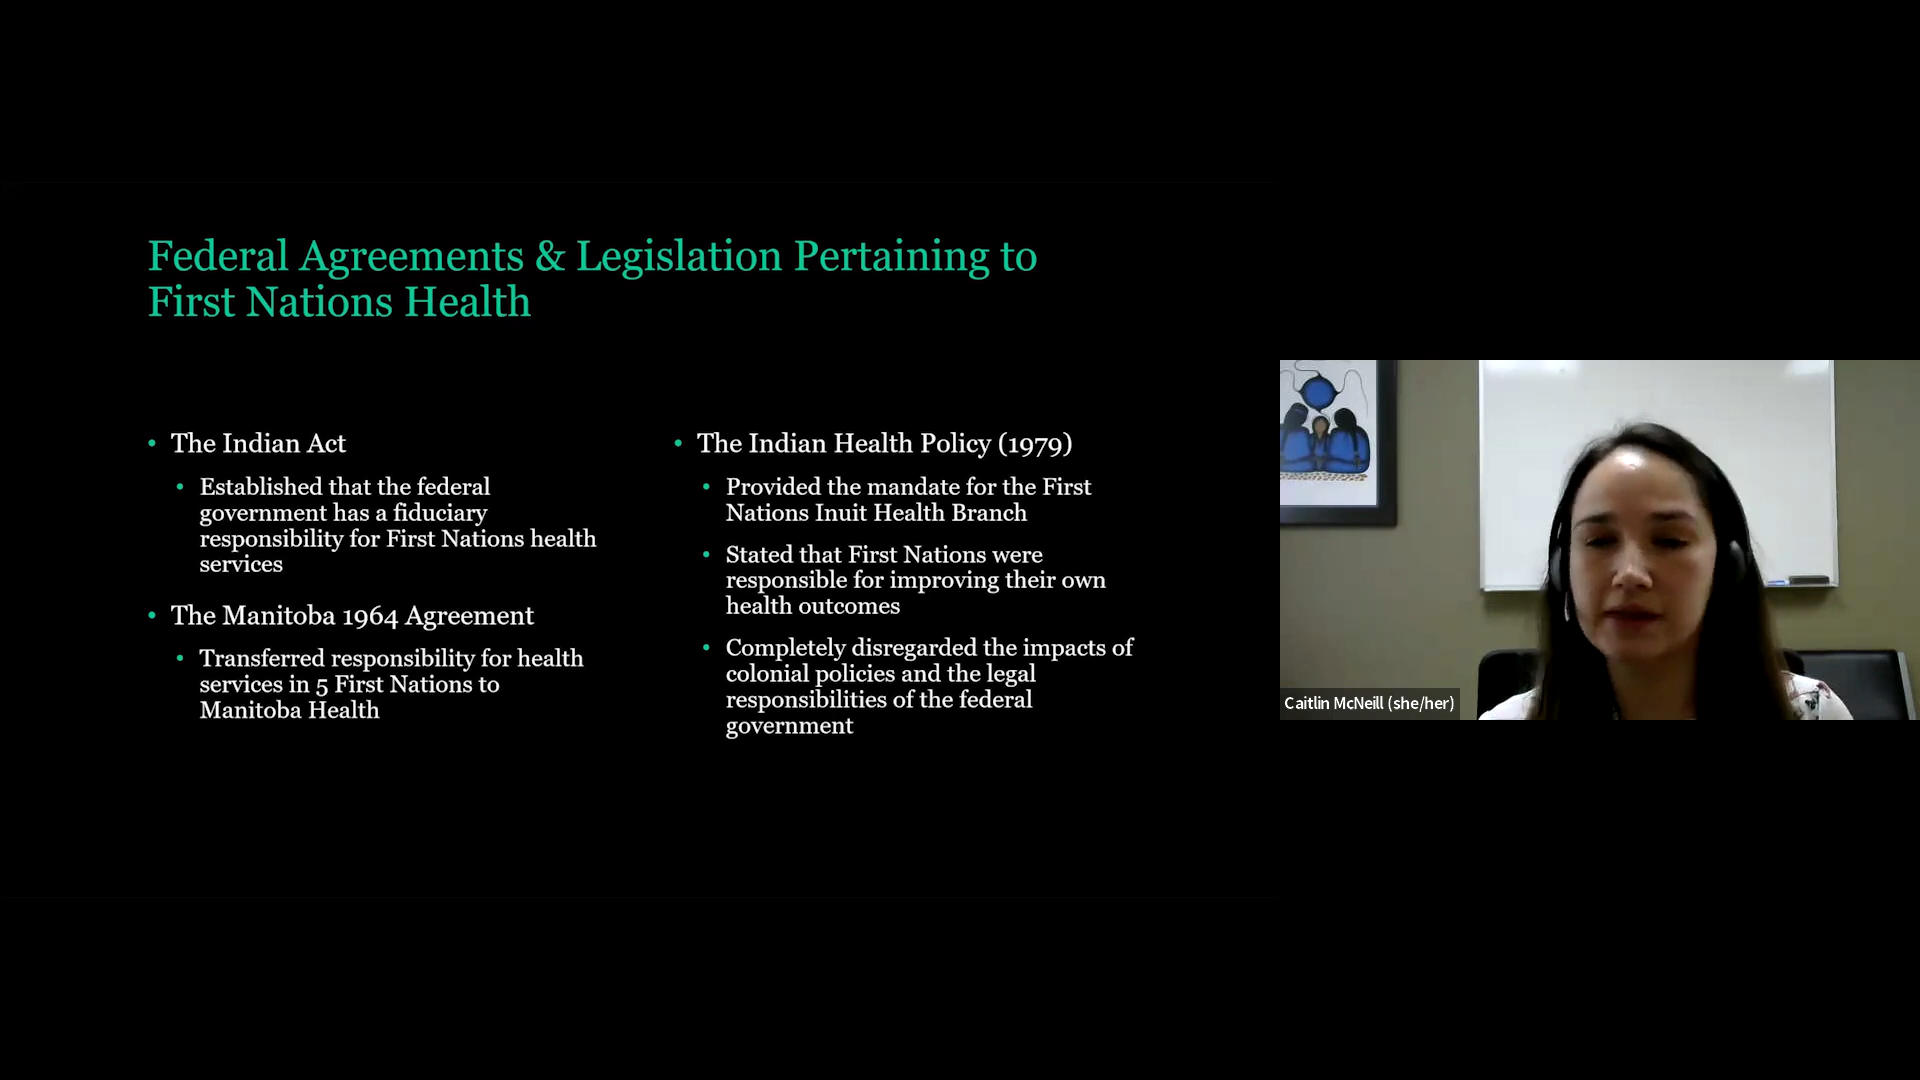 Federal Agreements & Legislation Pertaining to
First Nations Health
• The Indian Act
• Established that the federal
government has a fiduciary
responsibility for First Nations health
services
• The Manitoba 1964 Agreement
• Transferred responsibility for health
services in 5 First Nations to
Manitoba Health
• The Indian Health Policy (1979)
• Provided the mandate for the First
Nations Inuit Health Branch
• Stated that First Nations were
responsible for improving their own
health outcomes
• Completely disregarded the impacts of
colonial policies and the legal
responsibilities of the federal
government
Caitlin McNeill (she/her)